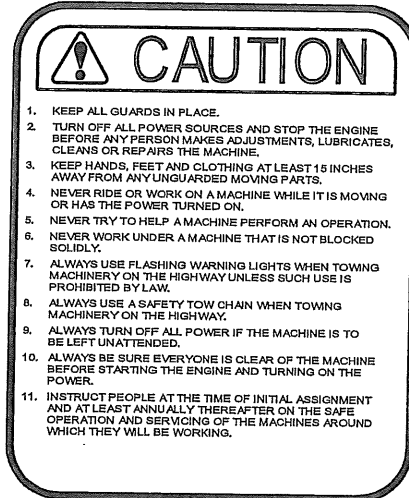 CAUTION
1. KEEP ALL GUARDS IN PLACE.
2. TURN OFF ALL POWER SOURCES AND STOP THE ENGINE
BEFORE ANY PERSON MAKES ADJUSTMENTS, LUBRICATES,
CLEANS OR REPAIRS THE MACHINE.
3. KEEP HANDS, FEET AND CLOTHING AT LEAST 15 INCHES
AWAY FROM ANY UNGUARDED MOVING PARTS.
4. NEVER RIDE OR WORK ON A MACHINE WHILE IT IS MOVING
OR HAS THE POWER TURNED ON.
5. NEVER TRY TO HELP A MACHINE PERFORM AN OPERATION.
6. NEVER WORK UNDER A MACHINE THAT IS NOT BLOCKED
SOLIDLY.
7. ALWAYS USE FLASHING WARNING LIGHTS WHEN TOWING
MACHINERY ON THE HIGHWAY UNLESS SUCH USE IS
PROHIBITED BY LAW.
8. ALWAYS USE A SAFETY TOW CHAIN WHEN TOWING
MACHINERY ON THE HIGHWAY.
9. ALWAYS TURN OFF ALL POWER IF THE MACHINE IS TO
BE LEFT UNATTENDED.
10. ALWAYS BE SURE EVERYONE IS CLEAR OF THE MACHINE
BEFORE STARTING THE ENGINE AND TURNING ON THE
POWER.
11. INSTRUCT PEOPLE AT THE TIME OF INITIAL ASSIGNMENT
AND AT LEAST ANNUALLY THEREAFTER ON THE SAFE
OPERATION AND SERVICING OF THE MACHINES AROUND
WHICH THEY WILL BE WORKING.